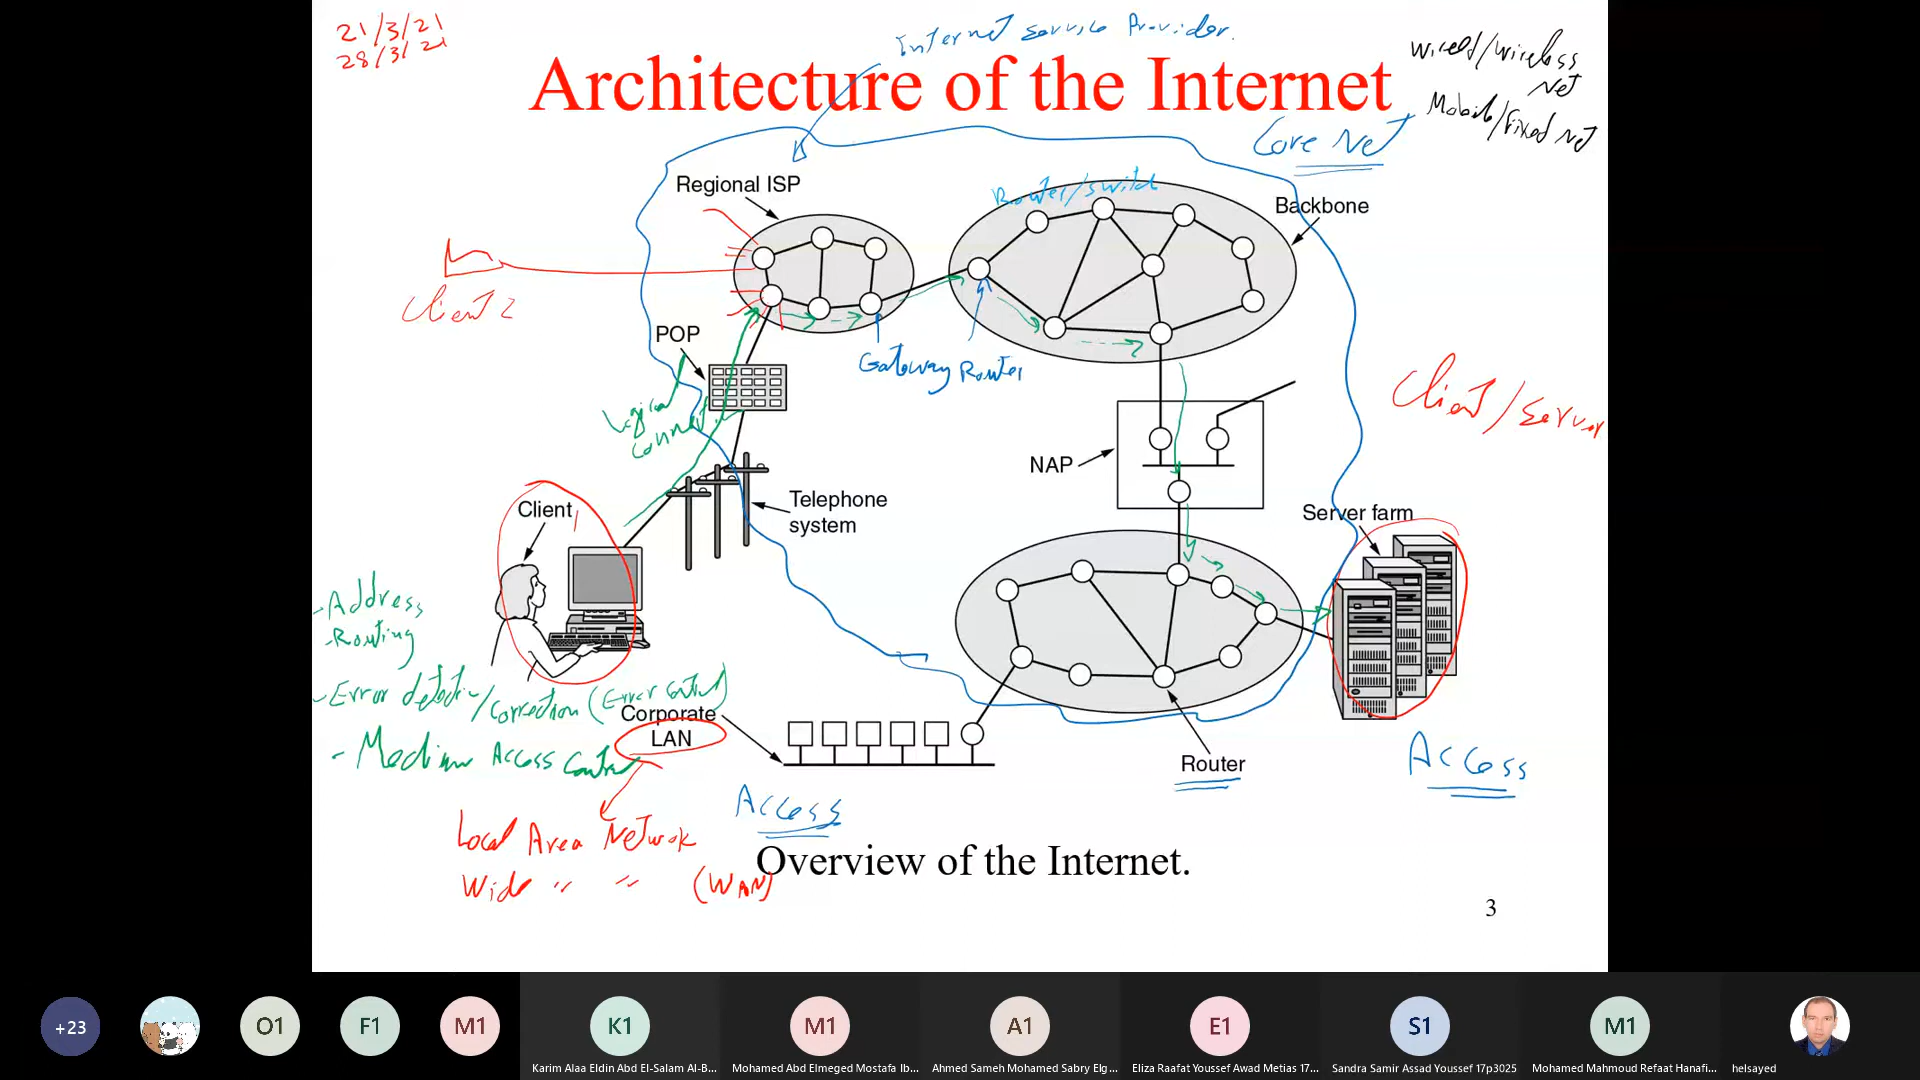 21/3/21
28/3/21
Internet Service Provider.
Wired/wireless
Net
Mobile/Fixed Net
Architecture of the Internet
Core Net
Regional ISP
Router/switch
Backbone
Client 2
POP
Gateway Router
Logical
connect.
Client/server
NAP
Telephone
system
Client 1
Server farm
- Address
- Routing
- Error detection/correction (Error control)
- Medium Access Control
Corporate
LAN
Router
Access
Access
Local Area Network
Wide " " (WAN)
Overview of the Internet.
3
+23
O1
F1
M1
K1
M1
A1
E1
S1
M1
Karim Alaa Eldin Abd El-Salam Al-B...
Mohamed Abd Elmeged Mostafa Ib...
Ahmed Sameh Mohamed Sabry Elg...
Eliza Raafat Youssef Awad Metias 17...
Sandra Samir Assad Youssef 17p3025
Mohamed Mahmoud Refaat Hanafi...
helsayed